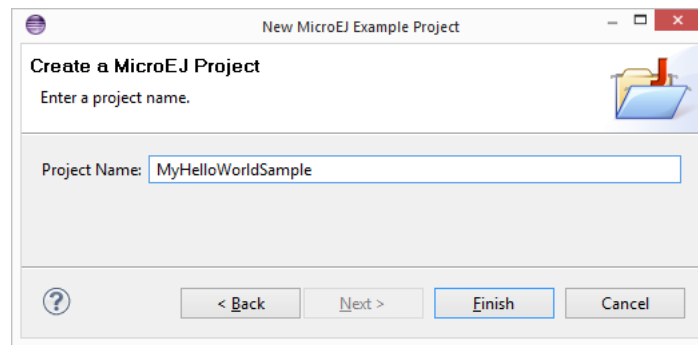 New MicroEJ Example Project
Create a MicroEJ Project
Enter a project name.
Project Name: MyHelloWorldSample
< Back Next > Finish Cancel